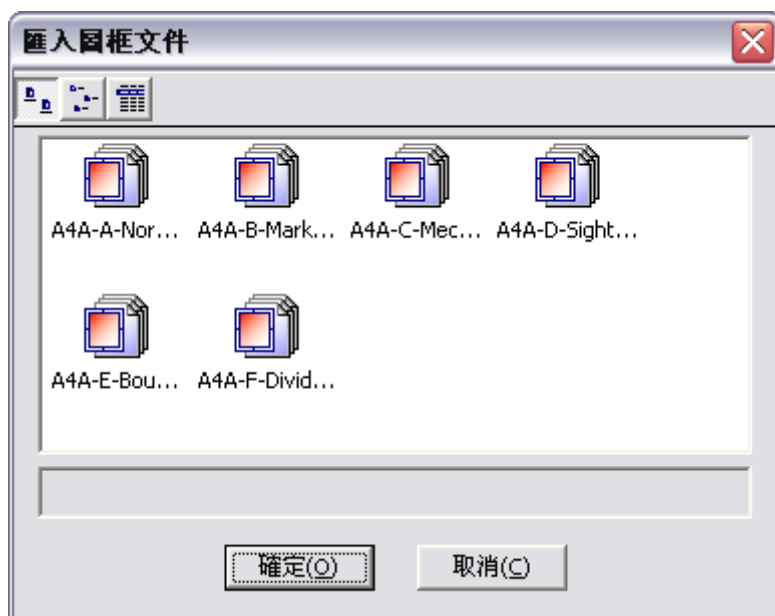 匯入圖框文件
A4A-A-Nor... A4A-B-Mark... A4A-C-Mec... A4A-D-Sight...
A4A-E-Bou... A4A-F-Divid...
確定(O) 取消(C)